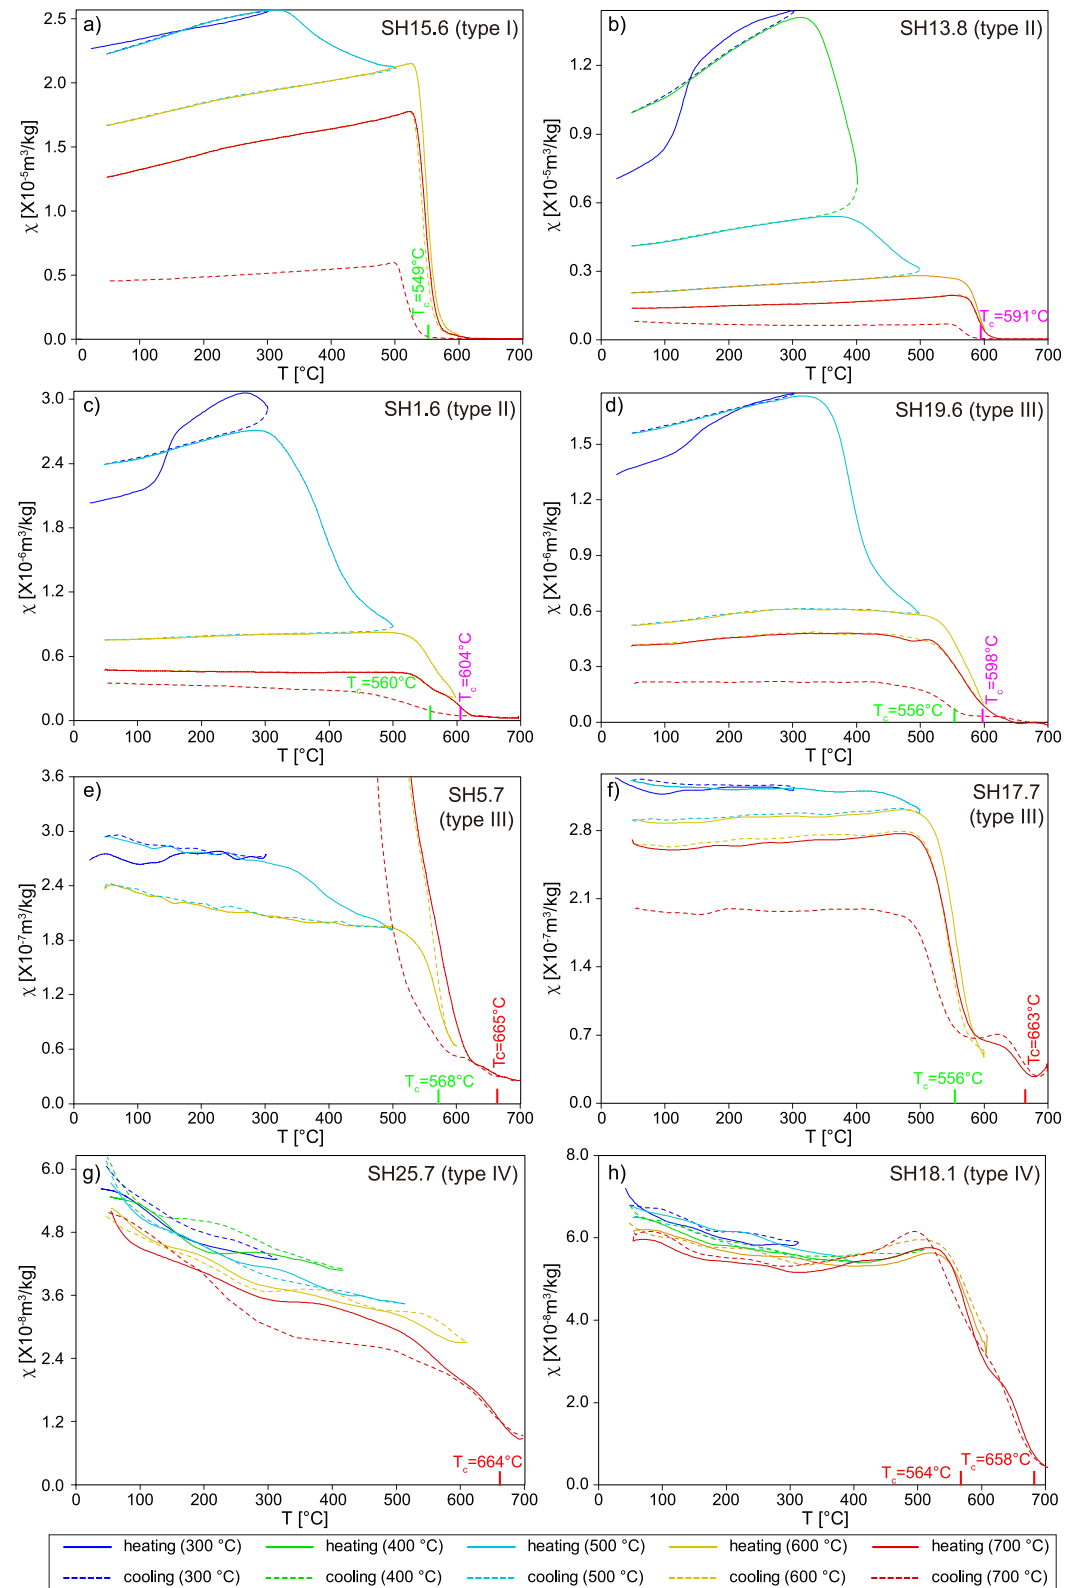 a)
SH15.6 (type I)
2.5
2.0
1.5
1.0
0.5
0.0
χ [X10-5m3/kg]
Tc=549°C
0 100 200 300 400 500 600 700
T [°C]
b)
SH13.8 (type II)
1.2
0.9
0.6
0.3
0.0
χ [X10-5m3/kg]
Tc=591°C
0 100 200 300 400 500 600 700
T [°C]
c)
SH1.6 (type II)
3.0
2.4
1.8
1.2
0.6
0.0
χ [X10-6m3/kg]
Tc=560°C
Tc=604°C
0 100 200 300 400 500 600 700
T [°C]
d)
SH19.6 (type III)
1.5
1.2
0.9
0.6
0.3
0.0
χ [X10-6m3/kg]
Tc=556°C
Tc=598°C
0 100 200 300 400 500 600 700
T [°C]
e)
SH5.7
(type III)
3.6
3.0
2.4
1.8
1.2
0.6
0.0
χ [X10-7m3/kg]
Tc=568°C
Tc=665°C
0 100 200 300 400 500 600 700
T [°C]
f)
SH17.7
(type III)
2.8
2.1
1.4
0.7
0.0
χ [X10-7m3/kg]
Tc=556°C
Tc=663°C
0 100 200 300 400 500 600 700
T [°C]
g)
SH25.7 (type IV)
6.0
4.8
3.6
2.4
1.2
0.0
χ [X10-8m3/kg]
Tc=664°C
0 100 200 300 400 500 600 700
T [°C]
h)
SH18.1 (type IV)
8.0
6.0
4.0
2.0
0.0
χ [X10-8m3/kg]
Tc=564°C
Tc=658°C
0 100 200 300 400 500 600 700
T [°C]
heating (300 °C) heating (400 °C) heating (500 °C) heating (600 °C) heating (700 °C)
cooling (300 °C) cooling (400 °C) cooling (500 °C) cooling (600 °C) cooling (700 °C)